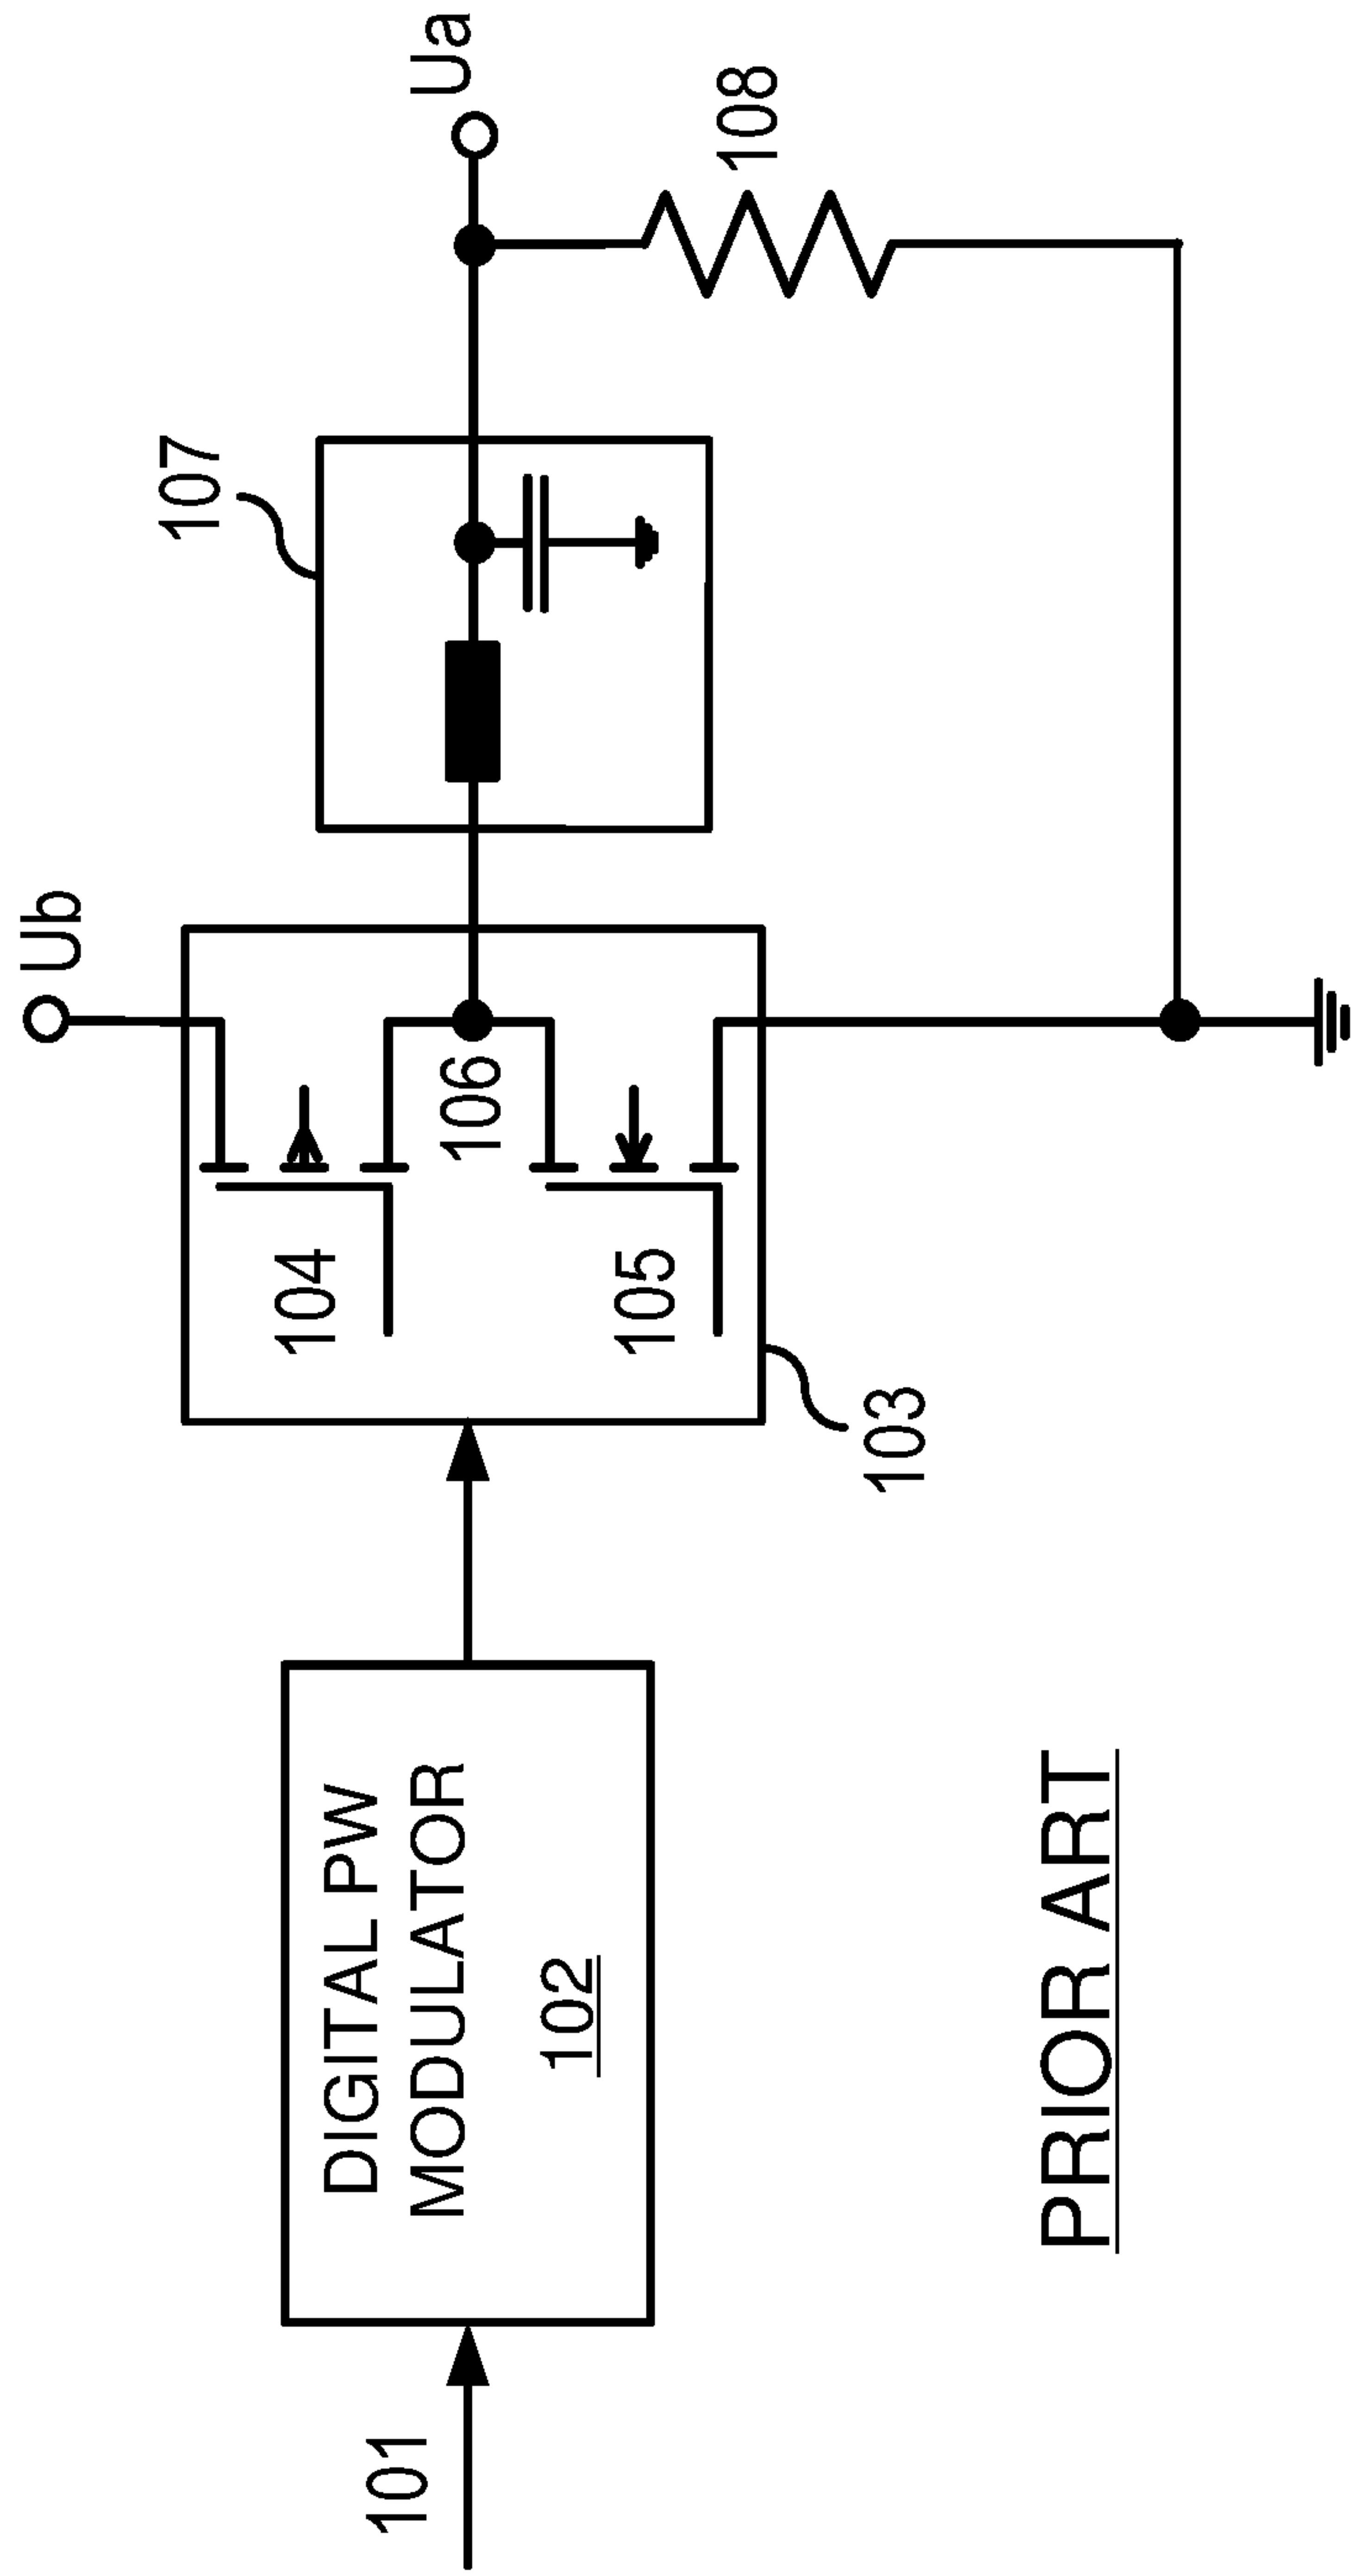 101
DIGITAL PW
MODULATOR
102
103
104
105
106
Ub
107
Ua
108
PRIOR ART